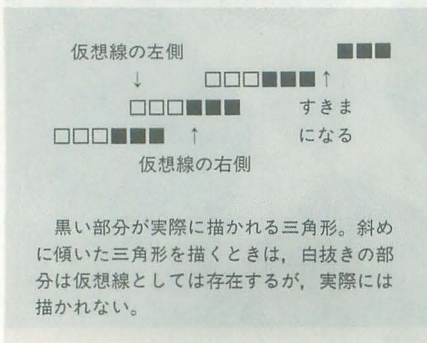 仮想線の左側 ■■■
↓ □□□■■■↑
□□□■■■ すきま
□□□■■■ ↑ になる
仮想線の右側
黒い部分が実際に描かれる三角形。斜め
に傾いた三角形を描くときは，白抜きの部
分は仮想線としては存在するが，実際には
描かれない。